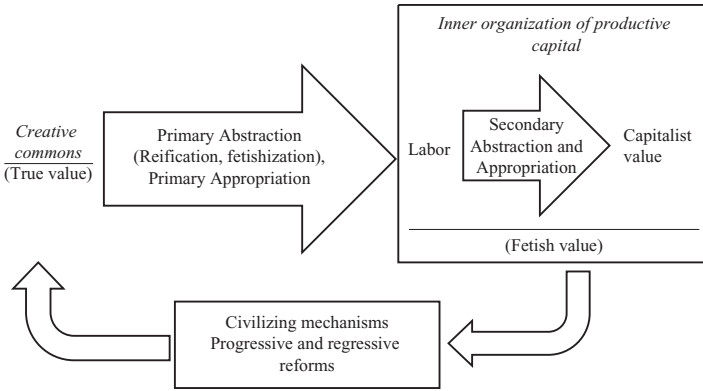 Inner organization of productive
capital
Creative
commons
(True value)
Primary Abstraction
(Reification, fetishization),
Primary Appropriation
Labor
Secondary
Abstraction and
Appropriation
Capitalist
value
(Fetish value)
Civilizing mechanisms
Progressive and regressive
reforms